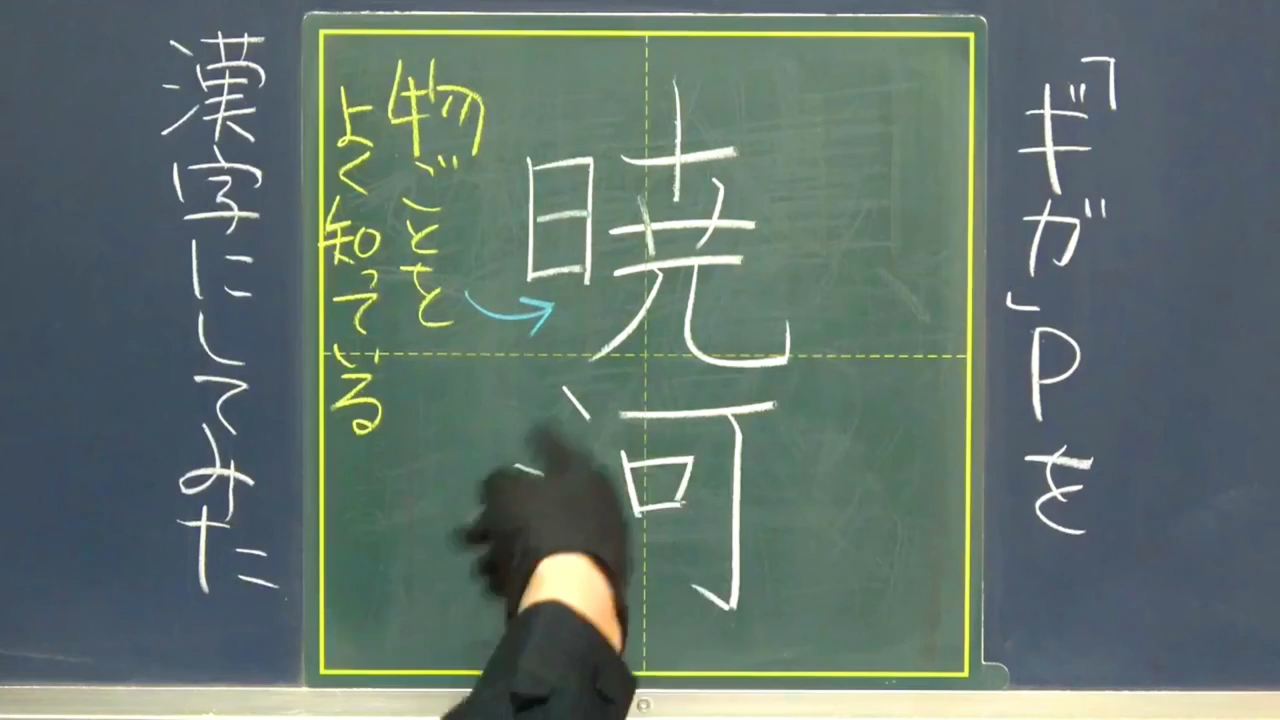 「ギガ」Pを
暁河
物ごとを
よく知っている
漢字にしてみた